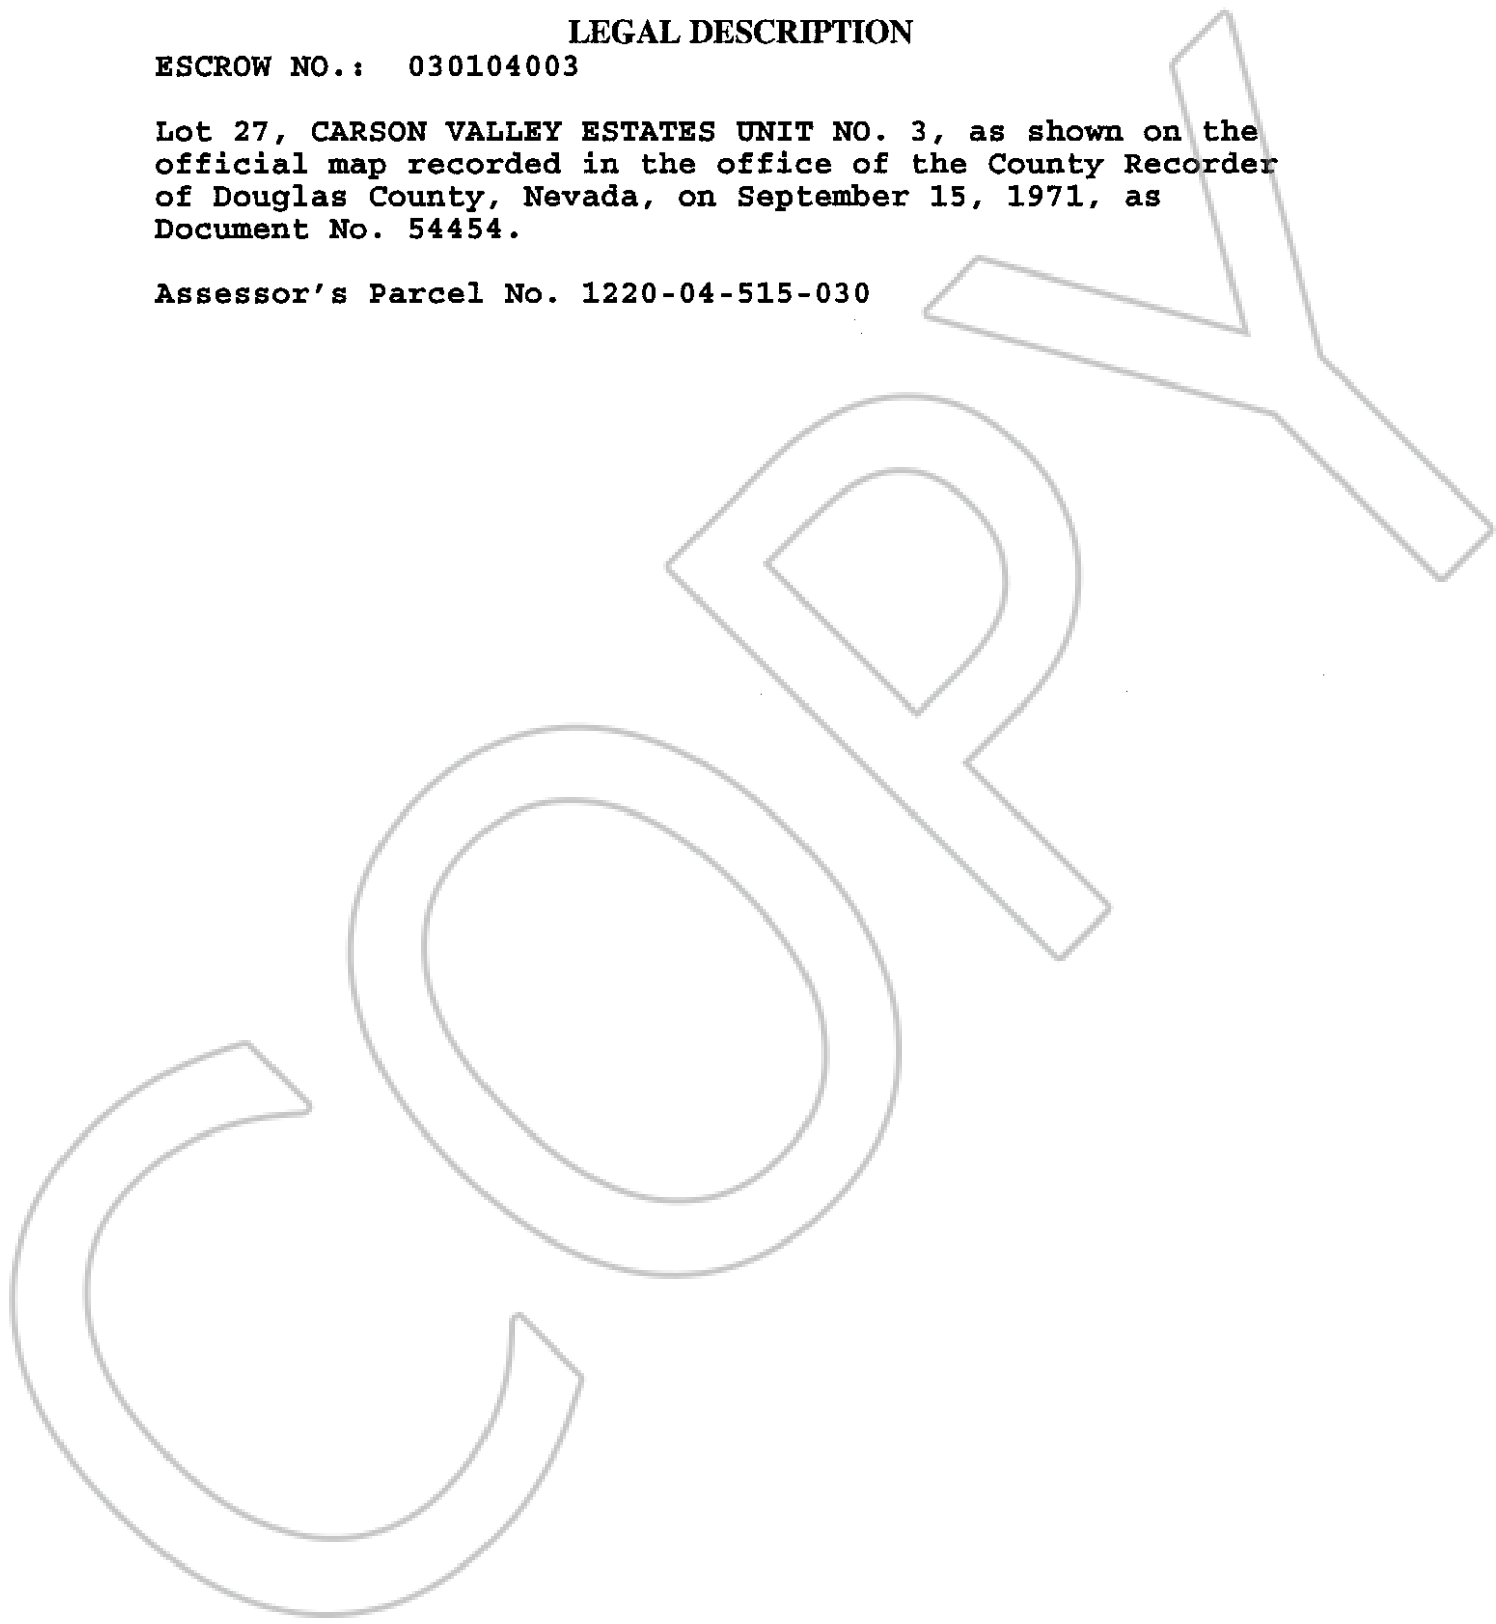 LEGAL DESCRIPTION
ESCROW NO.: 030104003
Lot 27, CARSON VALLEY ESTATES UNIT NO. 3, as shown on the
official map recorded in the office of the County Recorder
of Douglas County, Nevada, on September 15, 1971, as
Document No. 54454.
Assessor's Parcel No. 1220-04-515-030
COPY